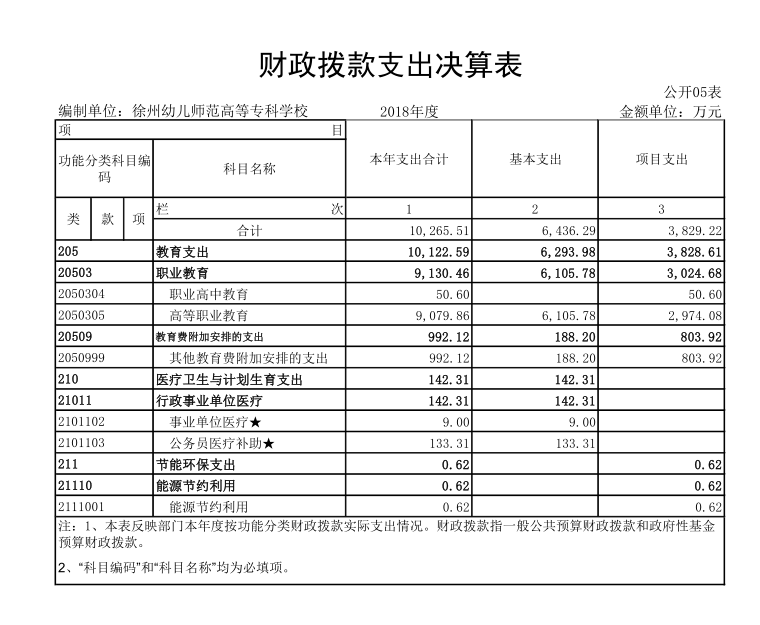 财政拨款支出决算表
公开05表
编制单位：徐州幼儿师范高等专科学校 2018年度 金额单位：万元
项 目 本年支出合计 基本支出 项目支出
功能分类科目编码 科目名称
类 款 项 栏 次 1 2 3
合计 10,265.51 6,436.29 3,829.22
205 教育支出 10,122.59 6,293.98 3,828.61
20503 职业教育 9,130.46 6,105.78 3,024.68
2050304 职业高中教育 50.60 50.60
2050305 高等职业教育 9,079.86 6,105.78 2,974.08
20509 教育费附加安排的支出 992.12 188.20 803.92
2050999 其他教育费附加安排的支出 992.12 188.20 803.92
210 医疗卫生与计划生育支出 142.31 142.31
21011 行政事业单位医疗 142.31 142.31
2101102 事业单位医疗★ 9.00 9.00
2101103 公务员医疗补助★ 133.31 133.31
211 节能环保支出 0.62 0.62
21110 能源节约利用 0.62 0.62
2111001 能源节约利用 0.62 0.62
注：1、本表反映部门本年度按功能分类财政拨款实际支出情况。财政拨款指一般公共预算财政拨款和政府性基金
预算财政拨款。
2、“科目编码”和“科目名称”均为必填项。